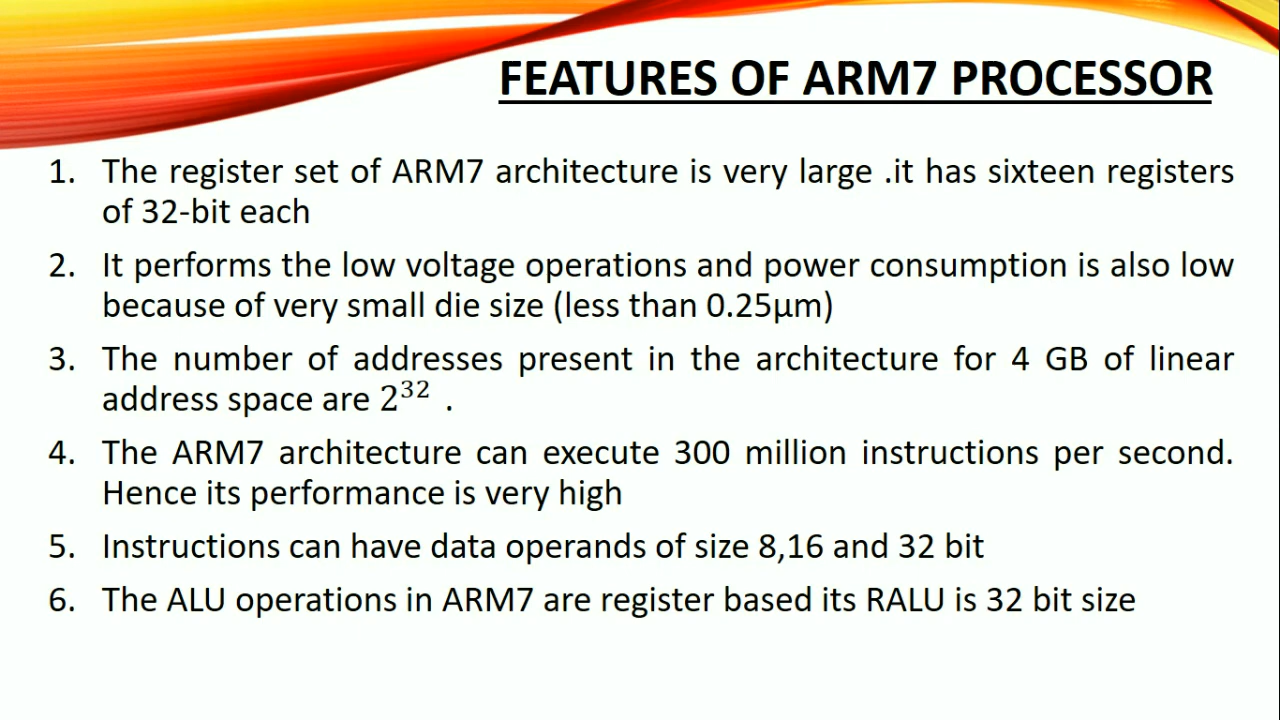 FEATURES OF ARM7 PROCESSOR
1. The register set of ARM7 architecture is very large .it has sixteen registers
of 32-bit each
2. It performs the low voltage operations and power consumption is also low
because of very small die size (less than 0.25μm)
3. The number of addresses present in the architecture for 4 GB of linear
address space are 2³² .
4. The ARM7 architecture can execute 300 million instructions per second.
Hence its performance is very high
5. Instructions can have data operands of size 8,16 and 32 bit
6. The ALU operations in ARM7 are register based its RALU is 32 bit size